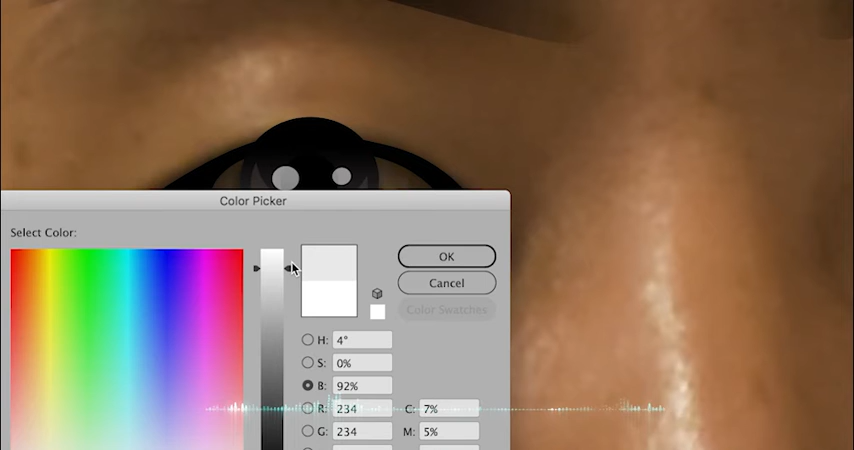 Color Picker
Select Color:
OK
Cancel
Color Swatches
H: 4°
S: 0%
B: 92%
R: 234 C: 7%
G: 234 M: 5%